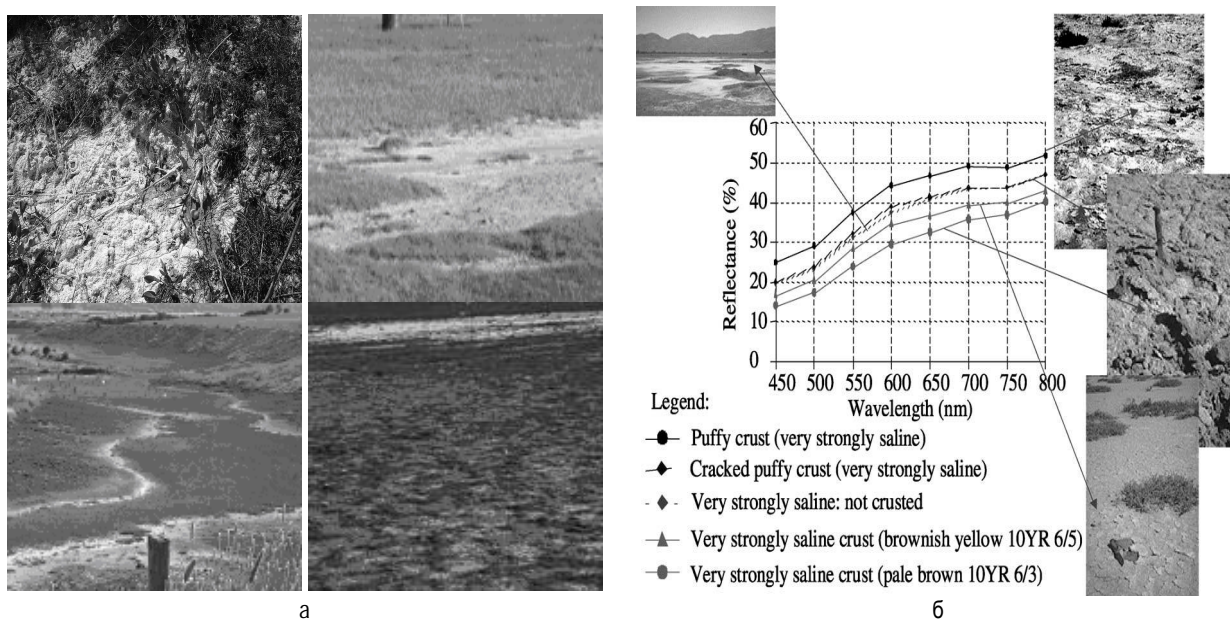 60
50
40
30
20
10
0
Reflectance (%)
450 500 550 600 650 700 750 800
Wavelength (nm)
Legend:
Puffy crust (very strongly saline)
Cracked puffy crust (very strongly saline)
Very strongly saline: not crusted
Very strongly saline crust (brownish yellow 10YR 6/5)
Very strongly saline crust (pale brown 10YR 6/3)
а
б